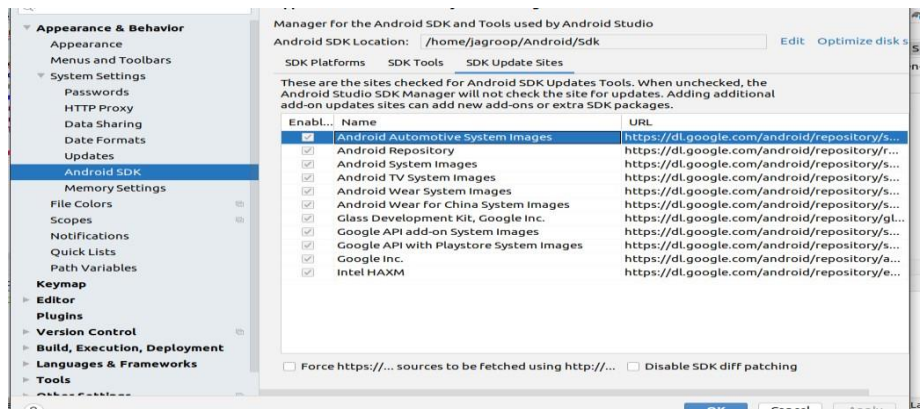 Appearance & Behavior
Appearance
Menus and Toolbars
System Settings
Passwords
HTTP Proxy
Data Sharing
Date Formats
Updates
Android SDK
Memory Settings
File Colors
Scopes
Notifications
Quick Lists
Path Variables
Keymap
Editor
Plugins
Version Control
Build, Execution, Deployment
Languages & Frameworks
Tools
Manager for the Android SDK and Tools used by Android Studio
Android SDK Location: /home/jagroop/Android/Sdk Edit Optimize disk s
SDK Platforms SDK Tools SDK Update Sites
These are the sites checked for Android SDK Updates Tools. When unchecked, the
Android Studio SDK Manager will not check the site for updates. Adding additional
add-on updates sites can add new add-ons or extra SDK packages.
Enabl... Name URL
Android Automotive System Images https://dl.google.com/android/repository/s...
Android Repository https://dl.google.com/android/repository/r...
Android System Images https://dl.google.com/android/repository/s...
Android TV System Images https://dl.google.com/android/repository/s...
Android Wear System Images https://dl.google.com/android/repository/s...
Android Wear for China System Images https://dl.google.com/android/repository/s...
Glass Development Kit, Google Inc. https://dl.google.com/android/repository/gl...
Google API add-on System Images https://dl.google.com/android/repository/s...
Google API with Playstore System Images https://dl.google.com/android/repository/s...
Google Inc. https://dl.google.com/android/repository/a...
Intel HAXM https://dl.google.com/android/repository/e...
Force https://... sources to be fetched using http://... Disable SDK diff patching